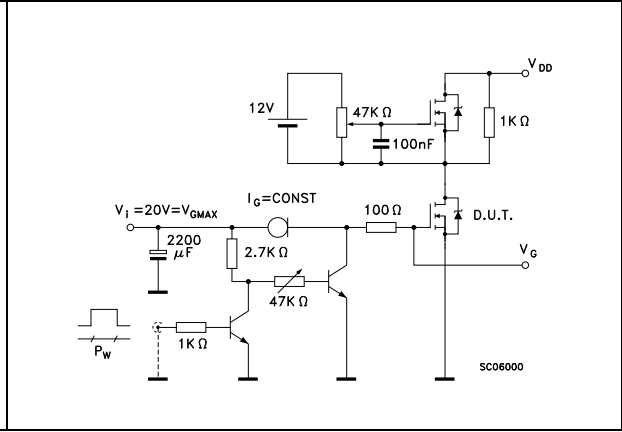 V DD
12V
47K Ω
1K Ω
100nF
I G =CONST
100 Ω
V i =20V=V GMAX
D.U.T.
2200
μF
2.7K Ω
V G
47K Ω
1K Ω
P W
SC06000